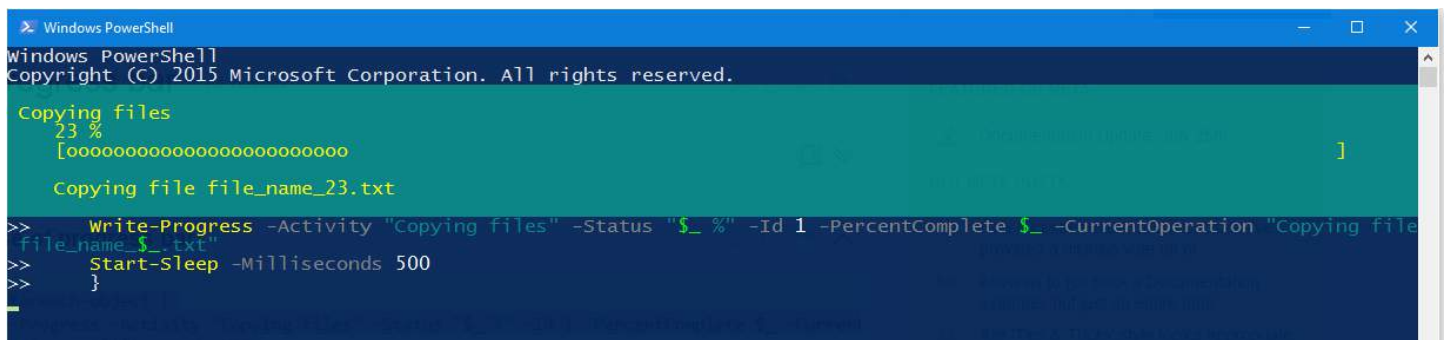 Windows PowerShell
Windows PowerShell
Copyright (C) 2015 Microsoft Corporation. All rights reserved.
Copying files
23 %
[oooooooooooooooooooooooo ]
Copying file file_name_23.txt
>> Write-Progress -Activity "Copying files" -Status "$_ %" -Id 1 -PercentComplete $_ -CurrentOperation "Copying file
file_name_$_.txt"
>> Start-Sleep -Milliseconds 500
>> }